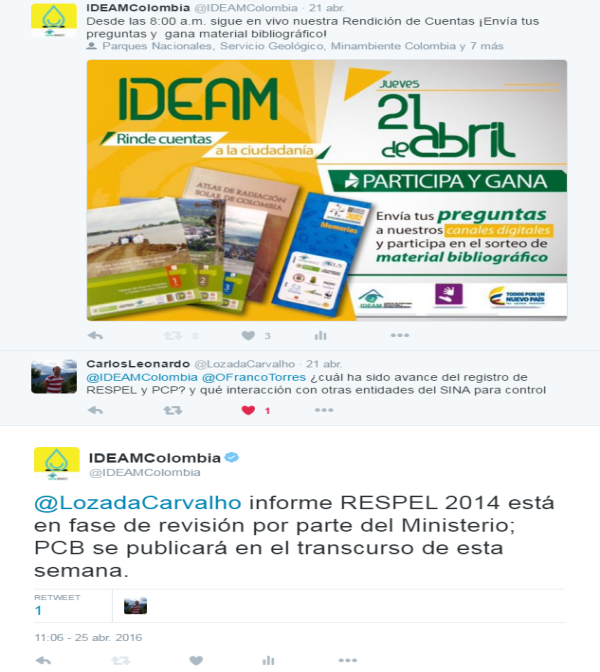 IDEAMColombia @IDEAMColombia · 21 abr.
Desde las 8:00 a.m. sigue en vivo nuestra Rendición de Cuentas ¡Envía tus
preguntas y gana material bibliográfico!
Parques Nacionales, Servicio Geológico, Minambiente Colombia y 7 más
IDEAM
Rinde cuentas
a la ciudadanía
Jueves
21
de abril
PARTICIPA Y GANA
Envía tus preguntas
a nuestros canales digitales
y participa en el sorteo de
material bibliográfico
ATLAS DE RADIACIÓN
SOLAR DE COLOMBIA
Memorias
1
2
3
IDEAM
TODOS POR UN
NUEVO PAÍS
8
3
CarlosLeonardo @LozadaCarvalho · 21 abr.
@IDEAMColombia @OFrancoTorres ¿cuál ha sido avance del registro de
RESPEL y PCP? y qué interacción con otras entidades del SINA para control
1
IDEAMColombia
@IDEAMColombia
@LozadaCarvalho informe RESPEL 2014 está
en fase de revisión por parte del Ministerio;
PCB se publicará en el transcurso de esta
semana.
RETWEET
1
11:06 - 25 abr. 2016